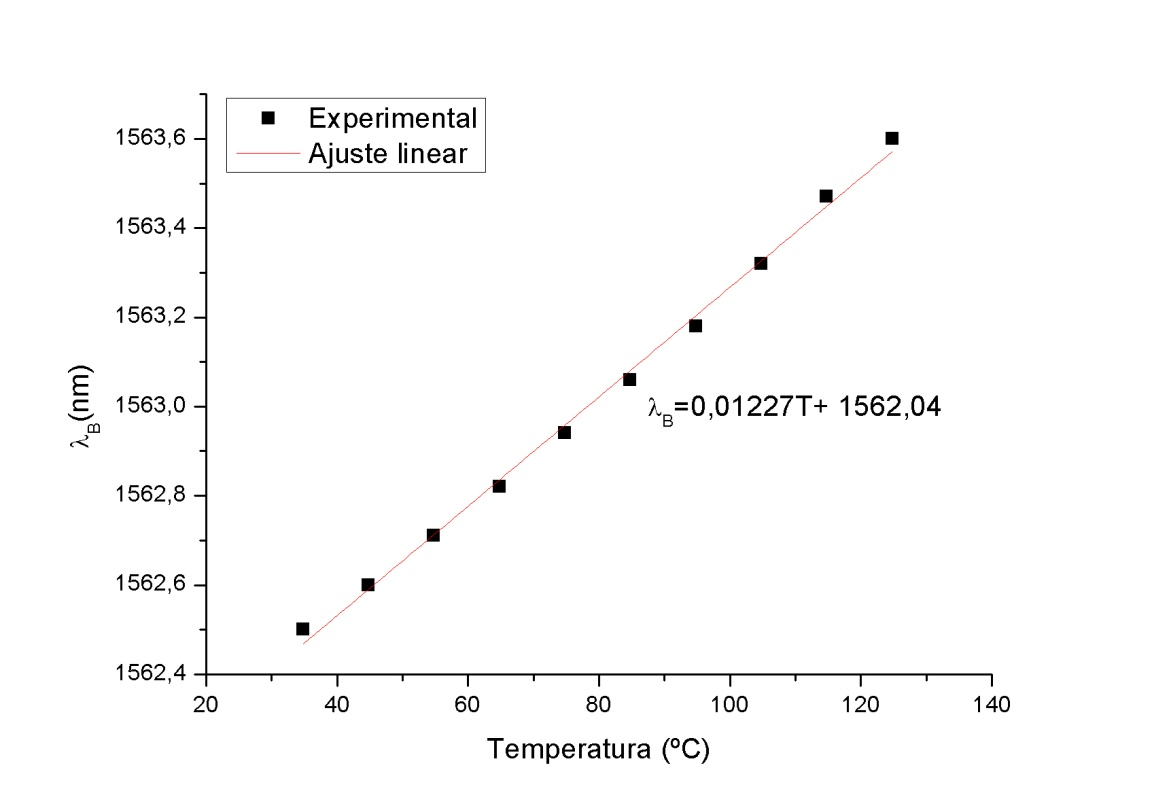 Experimental
Ajuste linear
1563,6
1563,4
1563,2
1563,0
1562,8
1562,6
1562,4
λB(nm)
λB=0,01227T+ 1562,04
20 40 60 80 100 120 140
Temperatura (ºC)